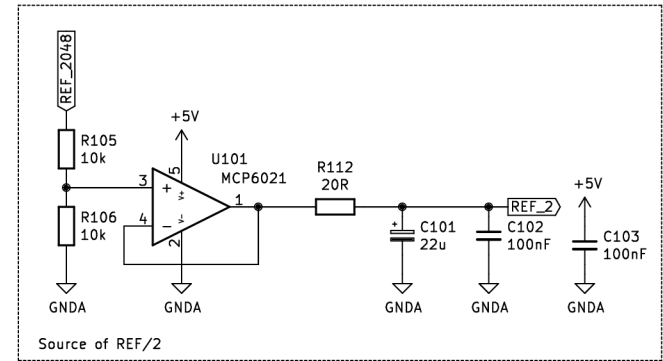 REF_2048
+5V
R105
10k
R106
10k
3
4
+
-
5
V+
V-
2
U101
MCP6021
1
R112
20R
REF_2
+5V
+
C101
22u
C102
100nF
C103
100nF
GNDA
GNDA
GNDA
GNDA
GNDA
Source of REF/2